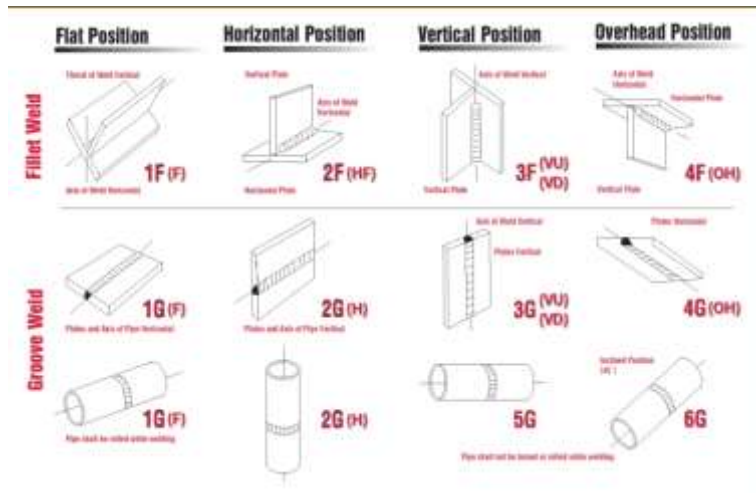 Flat Position
Horizontal Position
Vertical Position
Overhead Position
Fillet Weld
Throat of Weld Vertical
Axis of Weld Horizontal
1F (F)
Vertical Plate
Axis of Weld
Horizontal
Horizontal Plate
2F (HF)
Axis of Weld Vertical
Vertical Plate
3F (VU)
(VD)
Axis of Weld
Horizontal
Horizontal Plate
Vertical Plate
4F (OH)
Groove Weld
1G (F)
Plates and Axis of Pipe Horizontal
2G (H)
Plates and Axis of Pipe Vertical
Axis of Weld Vertical
Plates Vertical
3G (VU)
(VD)
Plates Horizontal
4G (OH)
1G (F)
Pipe shall be rolled while welding
2G (H)
5G
Inclined Position
6G
Pipe shall not be turned or rolled while welding